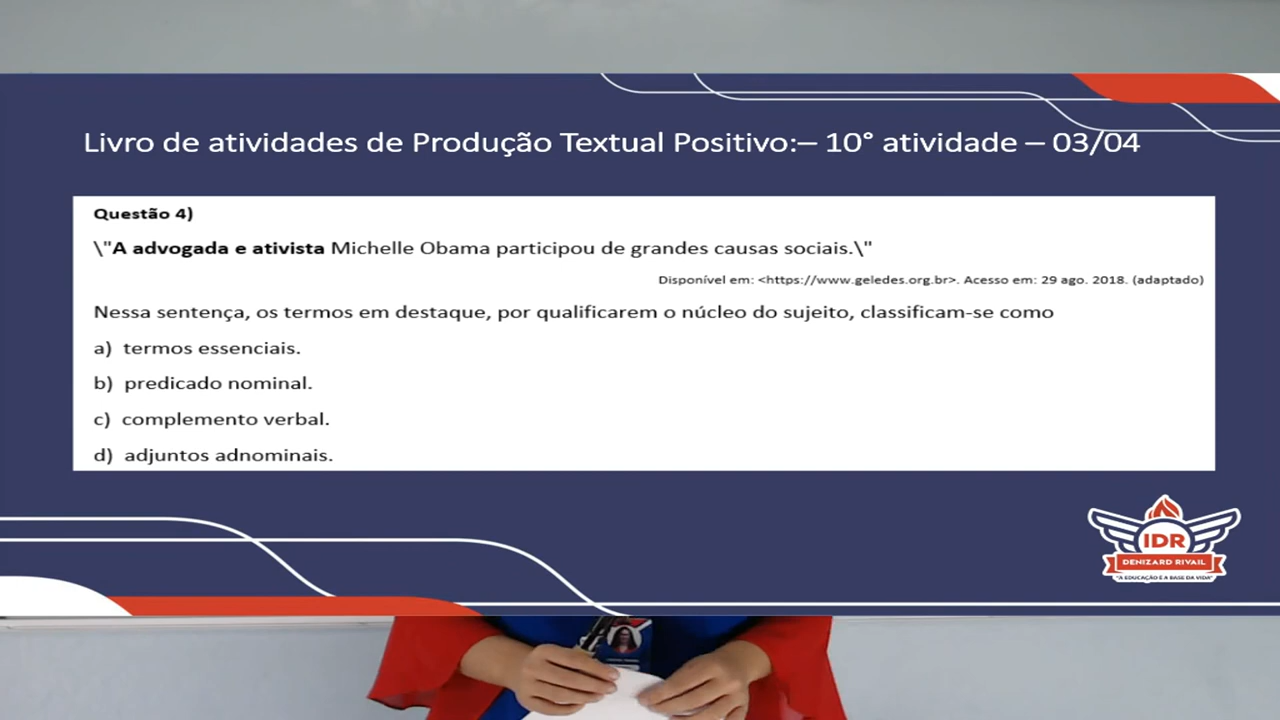 Livro de atividades de Produção Textual Positivo:– 10° atividade – 03/04
Questão 4)
\"A advogada e ativista Michelle Obama participou de grandes causas sociais.\"
Disponível em: <https://www.geledes.org.br>. Acesso em: 29 ago. 2018. (adaptado)
Nessa sentença, os termos em destaque, por qualificarem o núcleo do sujeito, classificam-se como
a) termos essenciais.
b) predicado nominal.
c) complemento verbal.
d) adjuntos adnominais.
IDR
DENIZARD RIVAIL
"A EDUCAÇÃO É A BASE DA VIDA"